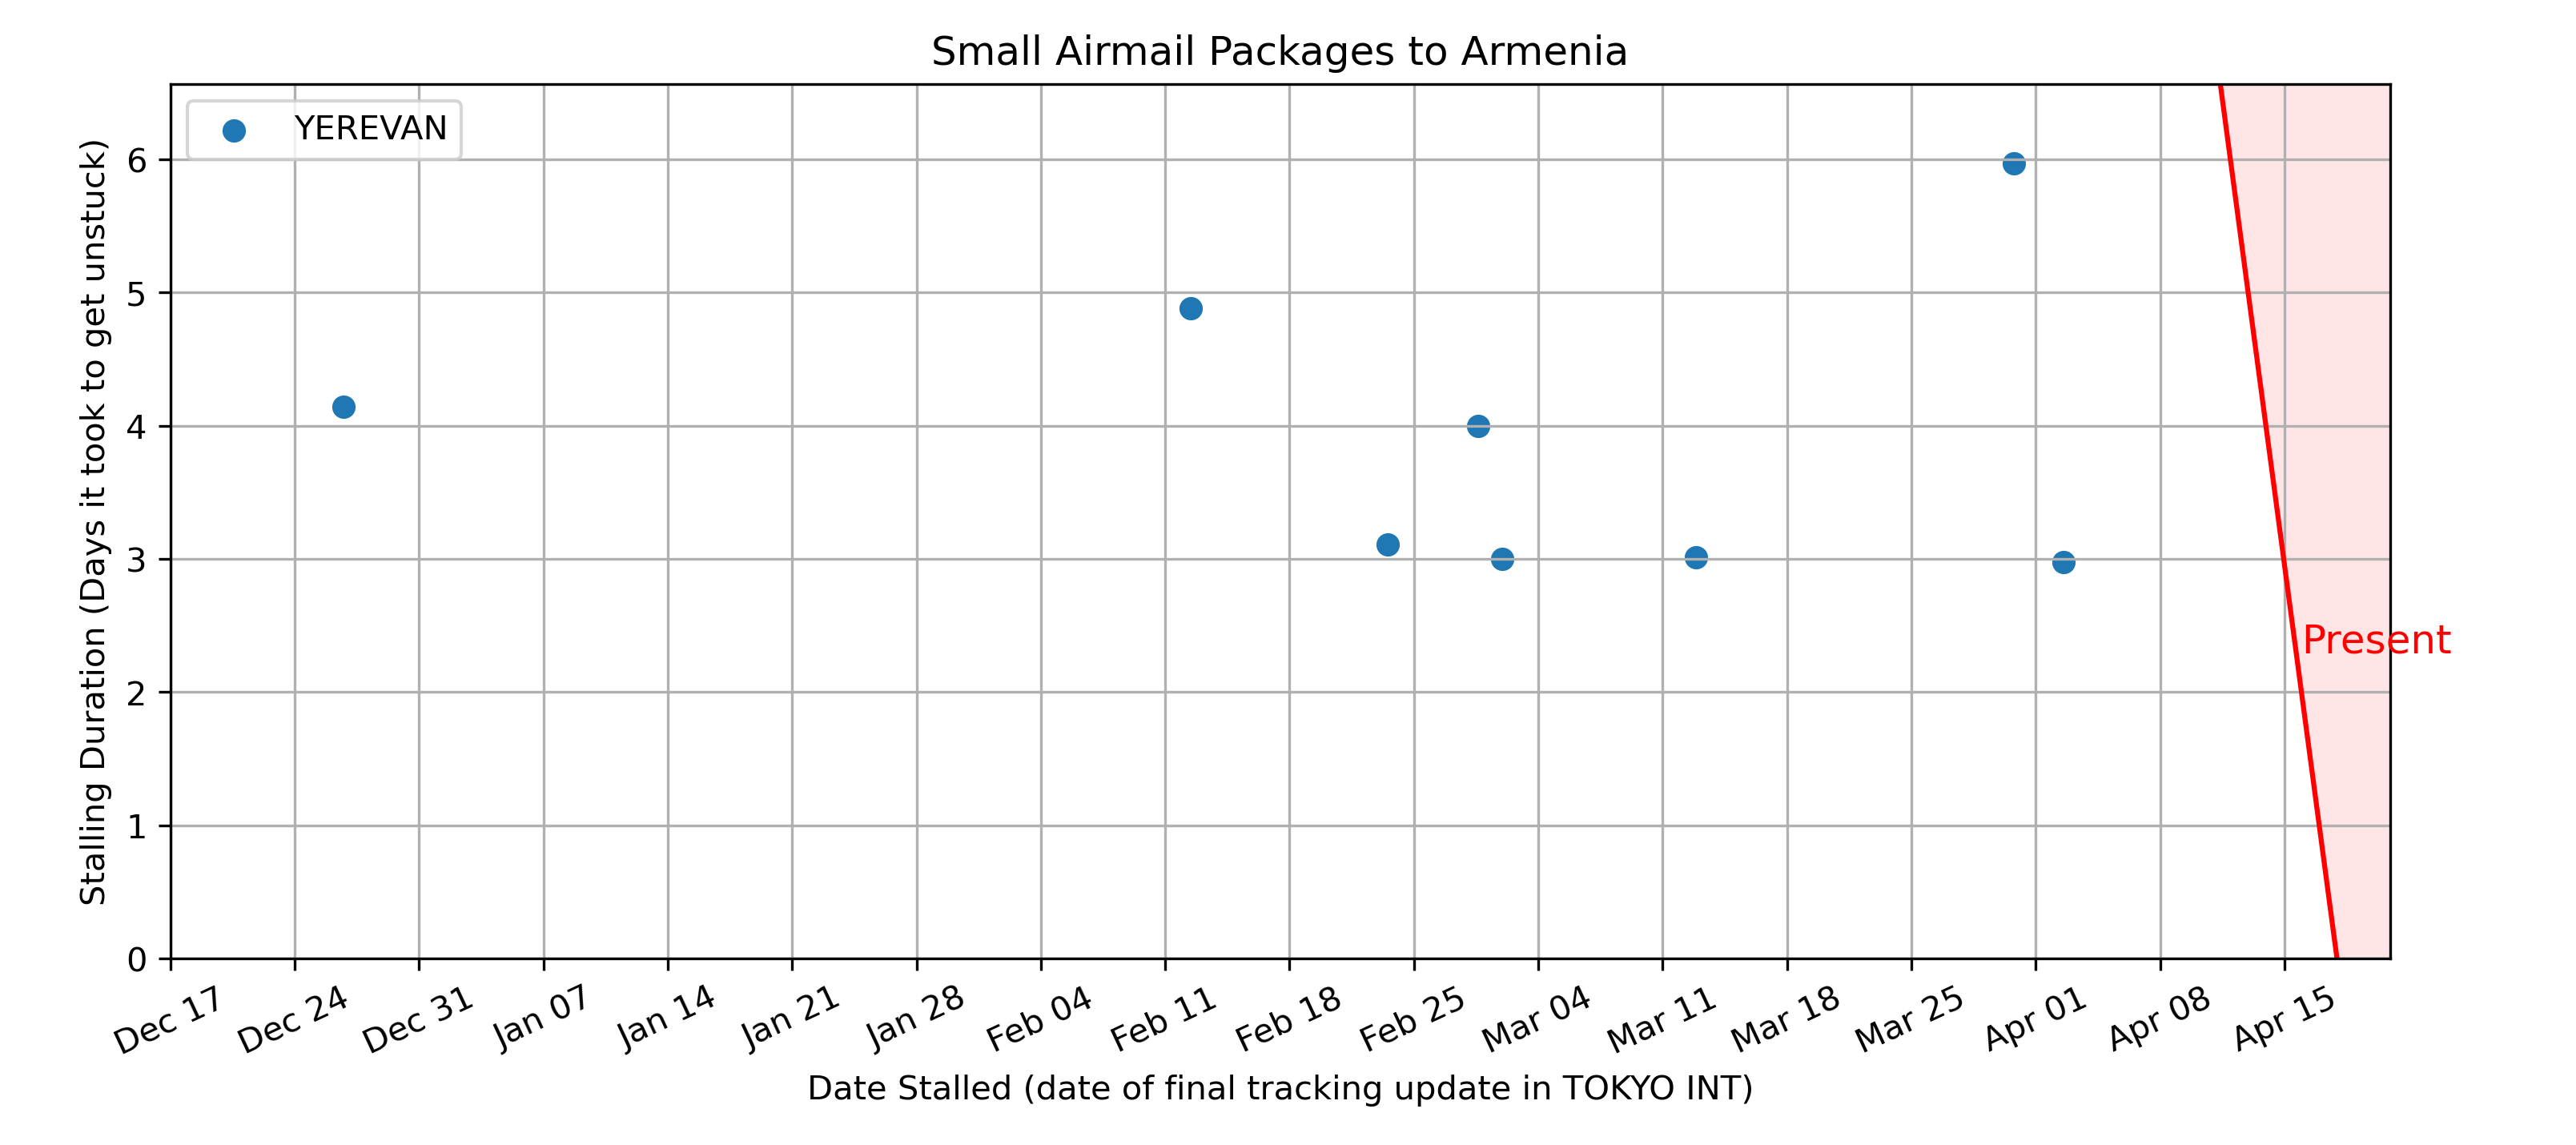 Small Airmail Packages to Armenia
YEREVAN
Stalling Duration (Days it took to get unstuck)
6
5
4
3
2
1
0
Present
Dec 17 Dec 24 Dec 31 Jan 07 Jan 14 Jan 21 Jan 28 Feb 04 Feb 11 Feb 18 Feb 25 Mar 04 Mar 11 Mar 18 Mar 25 Apr 01 Apr 08 Apr 15
Date Stalled (date of final tracking update in TOKYO INT)